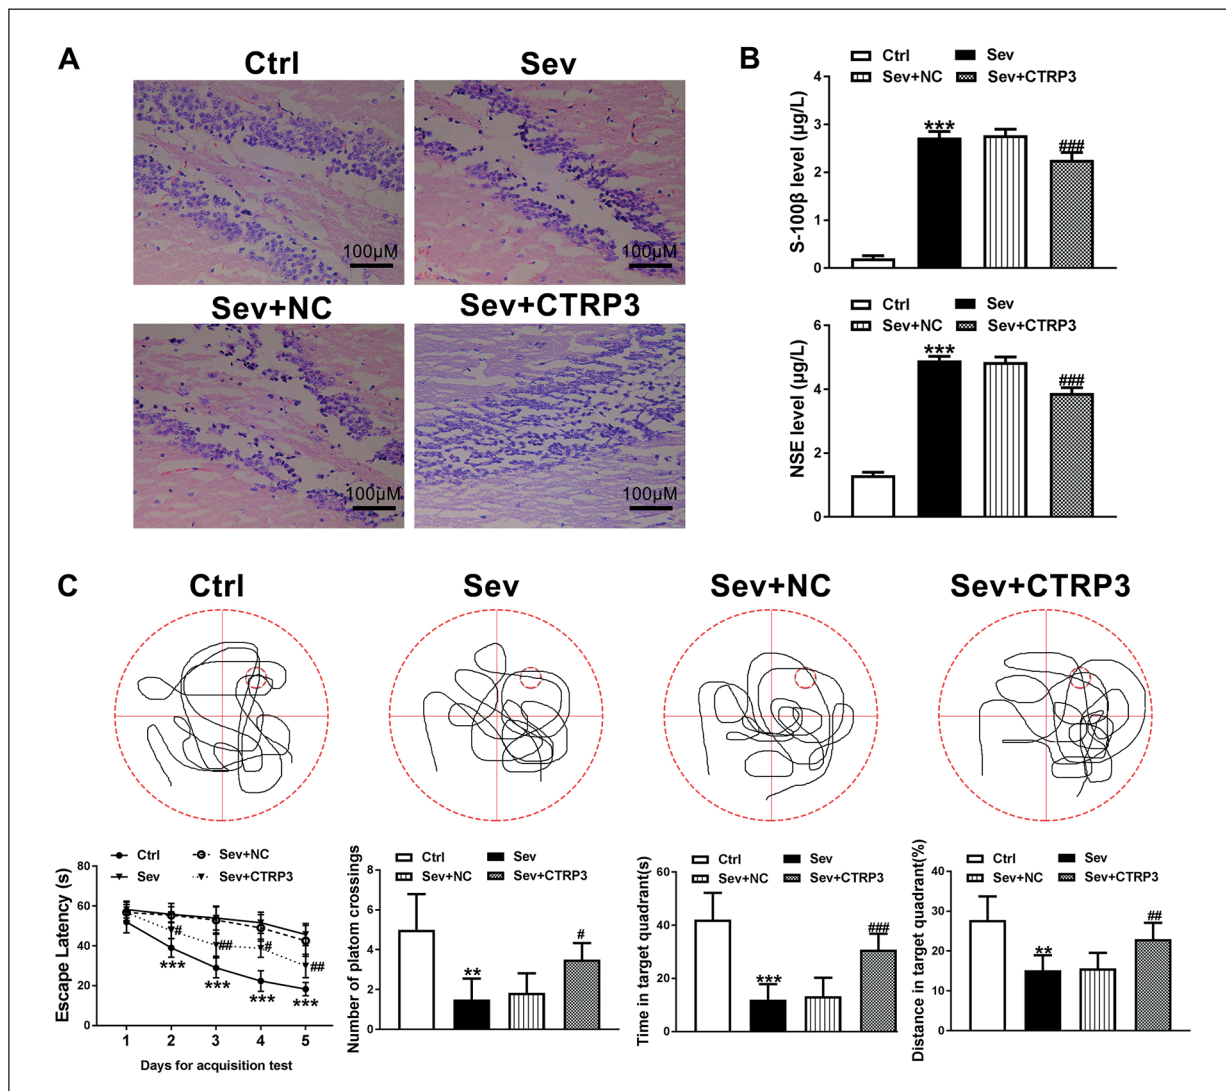 A
Ctrl
Sev
100µM
100µM
Sev+NC
Sev+CTRP3
100µM
100µM
B
Ctrl
Sev
Sev+NC
Sev+CTRP3
S-100β level (µg/L)
4
3
2
1
0
***
###
Ctrl
Sev
Sev+NC
Sev+CTRP3
NSE level (µg/L)
6
4
2
0
***
###
C
Ctrl
Sev
Sev+NC
Sev+CTRP3
Ctrl
Sev+NC
Sev
Sev+CTRP3
Escape Latency (s)
80
60
40
20
0
#
##
#
##
***
***
***
***
1 2 3 4 5
Days for acquisition test
Ctrl
Sev
Sev+NC
Sev+CTRP3
Number of platom crossings
8
6
4
2
0
**
#
Ctrl
Sev
Sev+NC
Sev+CTRP3
Time in target quadrant(s)
60
40
20
0
***
###
Ctrl
Sev
Sev+NC
Sev+CTRP3
Distance in target quadrant(%)
40
30
20
10
0
**
##